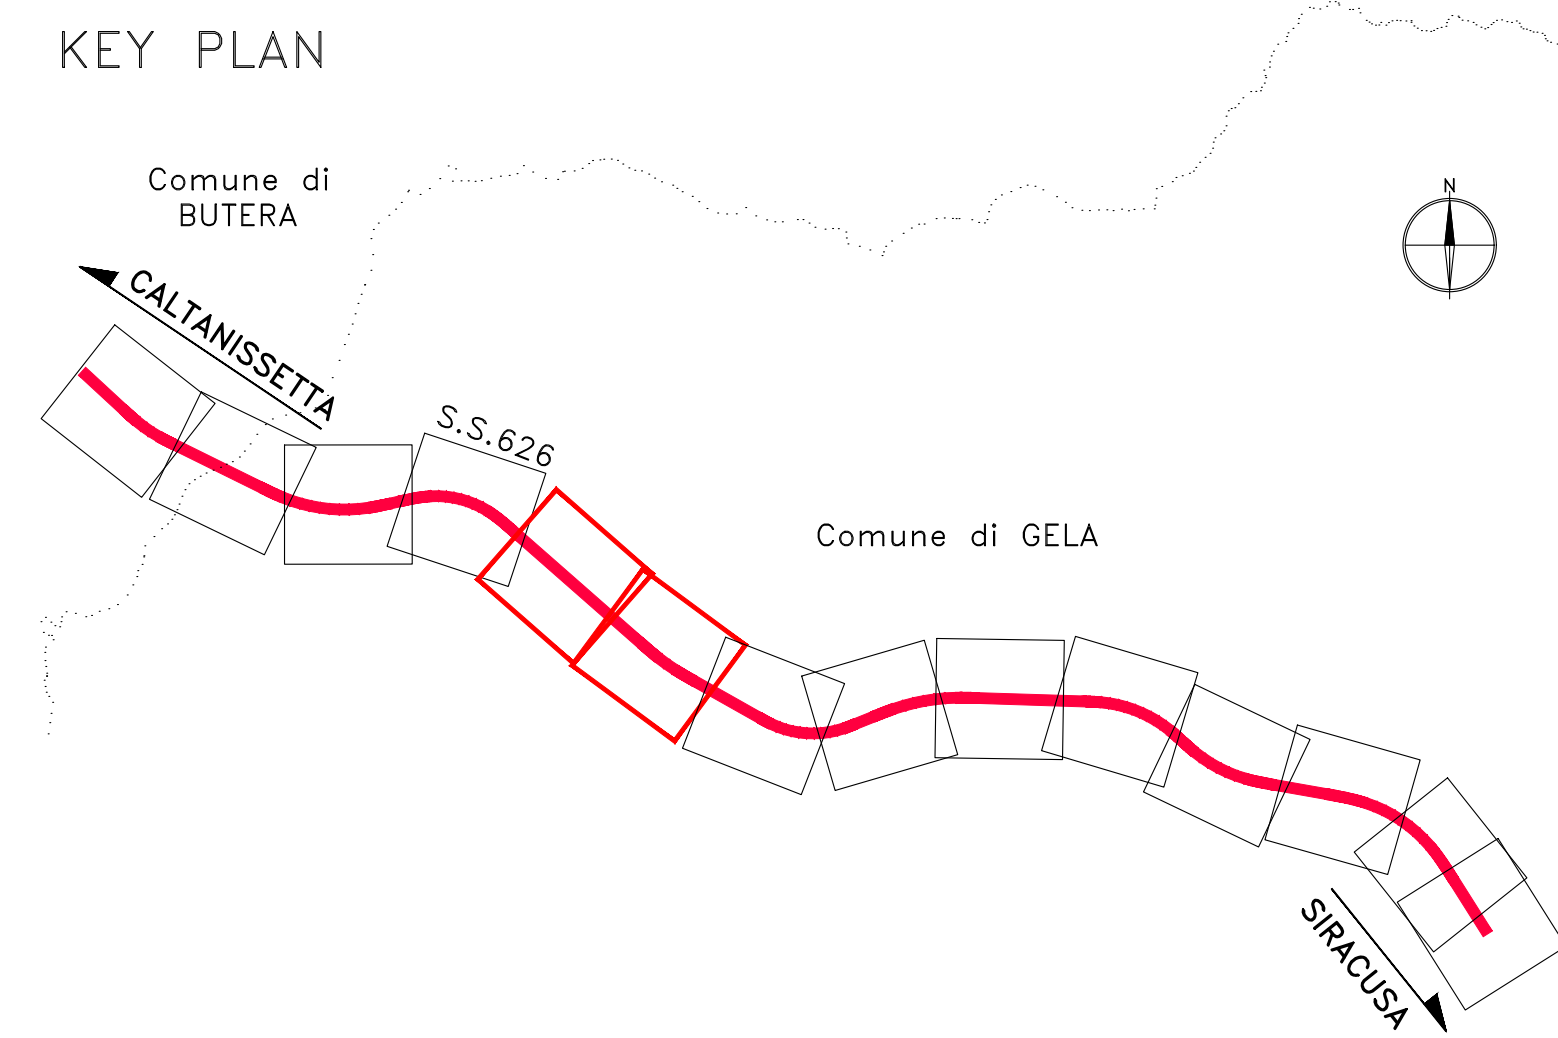 KEY PLAN
N
Comune di
BUTERA
CALTANISSETTA
S.S.626
Comune di GELA
SIRACUSA